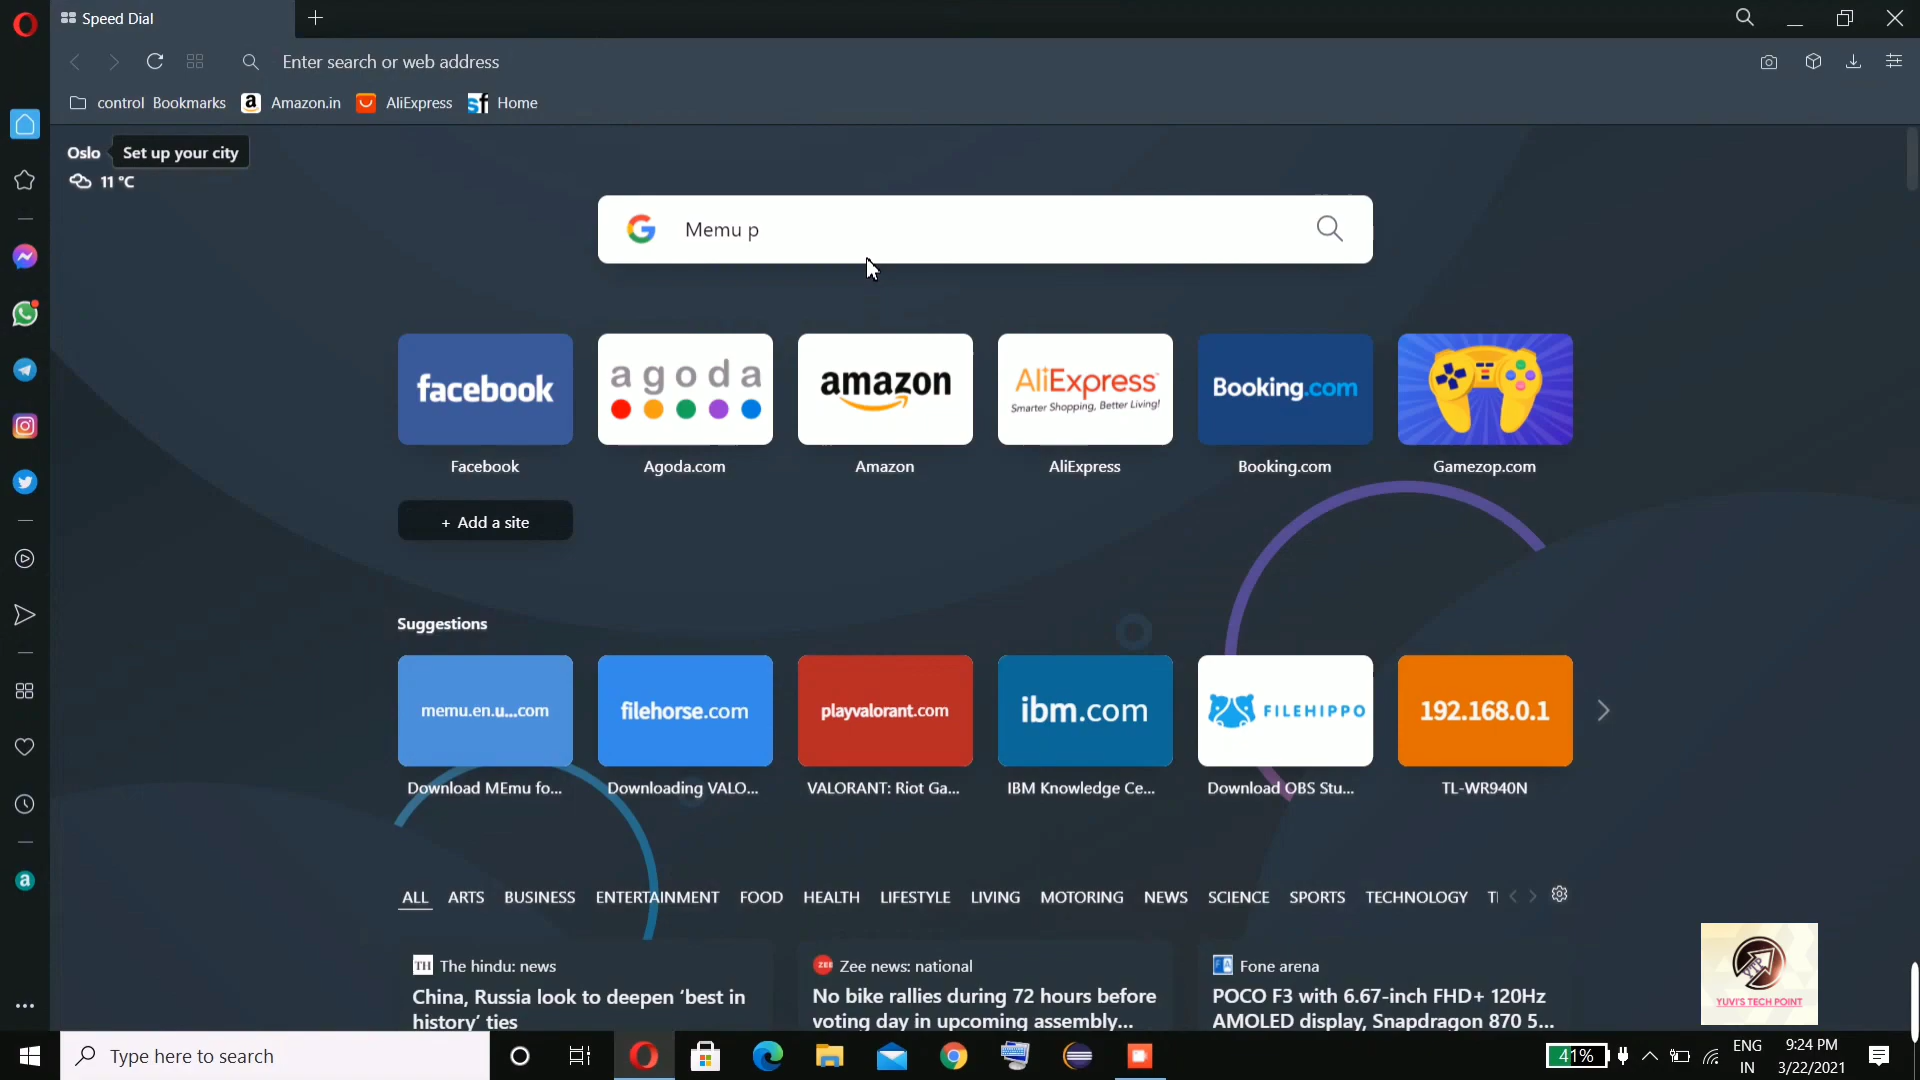 Speed Dial
Enter search or web address
control Bookmarks Amazon.in AliExpress Home
Oslo Set up your city
11 °C
Memu p
facebook agoda amazon AliExpress Booking.com
Smarter Shopping, Better Living!
Facebook Agoda.com Amazon AliExpress Booking.com Gamezop.com
+ Add a site
Suggestions
memu.en.u...com filehorse.com playvalorant.com ibm.com FILEHIPPO 192.168.0.1
Download MEmu fo... Downloading VALO... VALORANT: Riot Ga... IBM Knowledge Ce... Download OBS Stu... TL-WR940N
ALL ARTS BUSINESS ENTERTAINMENT FOOD HEALTH LIFESTYLE LIVING MOTORING NEWS SCIENCE SPORTS TECHNOLOGY
TH The hindu: news ZEE Zee news: national FA Fone arena
China, Russia look to deepen 'best in No bike rallies during 72 hours before POCO F3 with 6.67-inch FHD+ 120Hz
history' ties voting day in upcoming assembly... AMOLED display, Snapdragon 870 5...
YUVI'S TECH POINT
Type here to search 41% ENG 9:24 PM
IN 3/22/2021